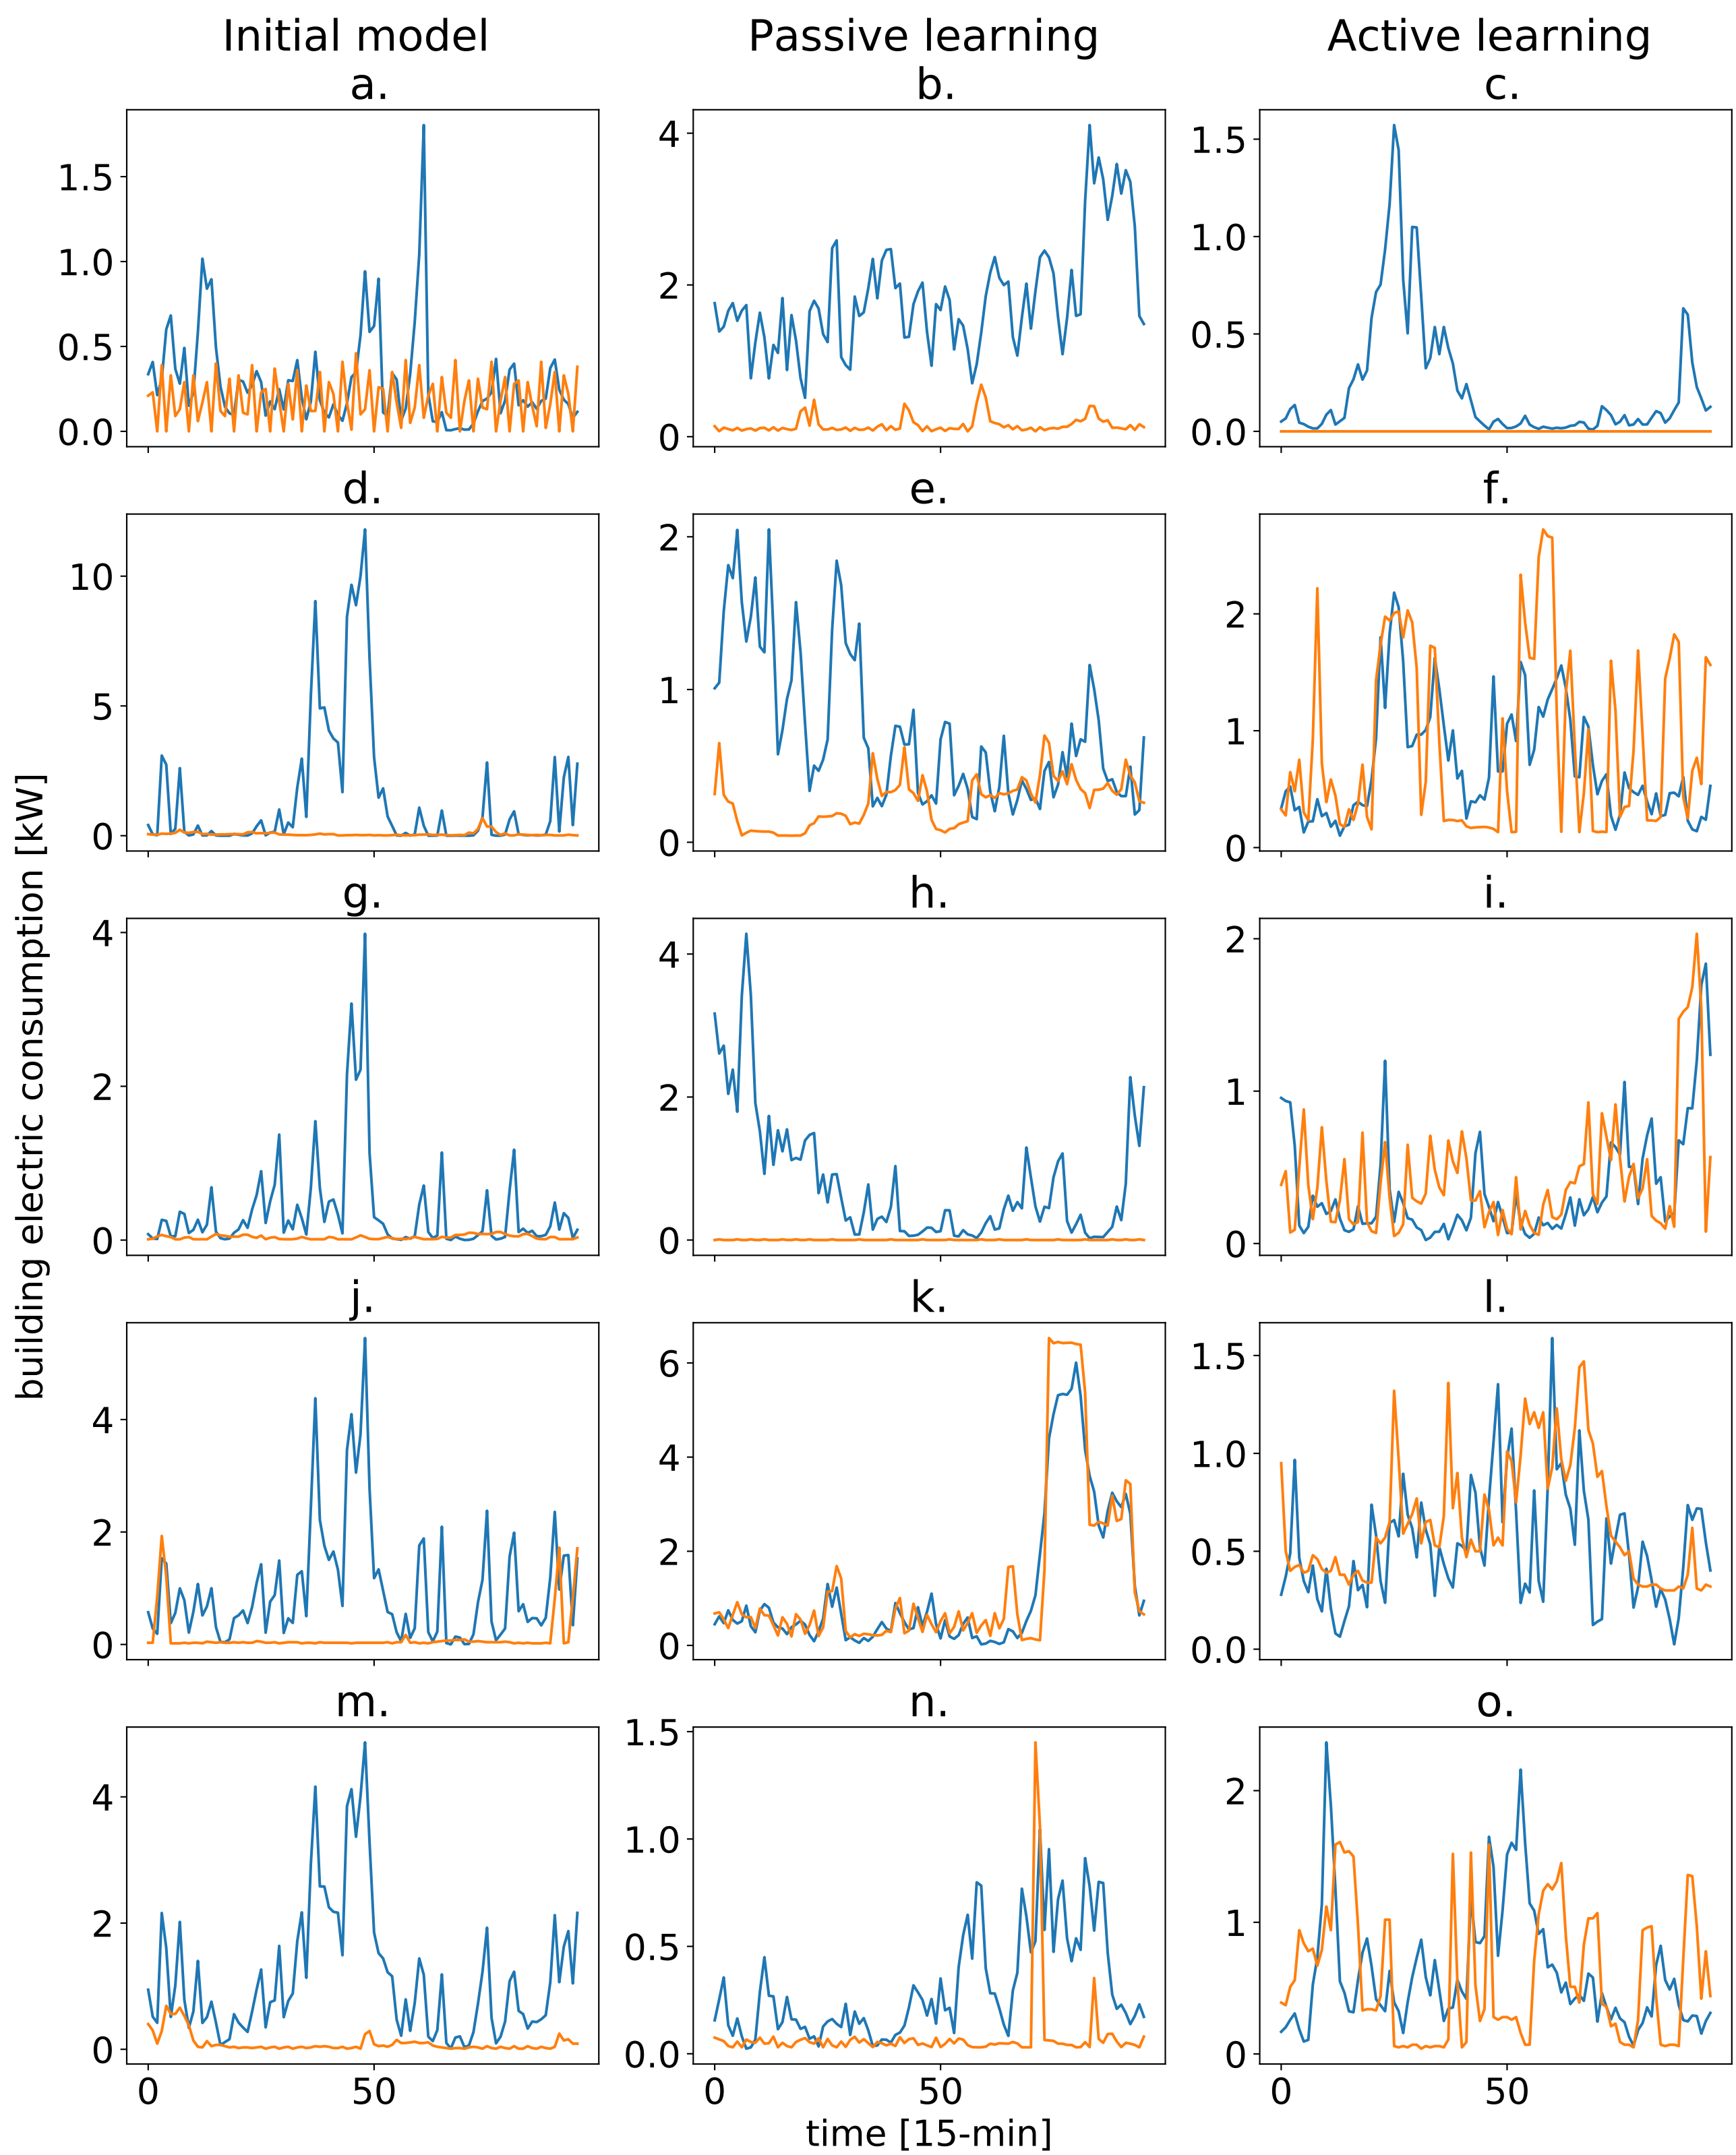 Initial model
Passive learning
Active learning
a.
b.
c.
0.0
0.5
1.0
1.5
0
2
4
0.0
0.5
1.0
1.5
d.
e.
f.
0
5
10
0
1
2
0
1
2
g.
h.
i.
0
2
4
0
2
4
0
1
2
j.
k.
l.
0
2
4
0
2
4
6
0.0
0.5
1.0
1.5
m.
n.
o.
0
2
4
0.0
0.5
1.0
1.5
0
1
2
0
50
0
50
0
50
building electric consumption [kW]
time [15-min]